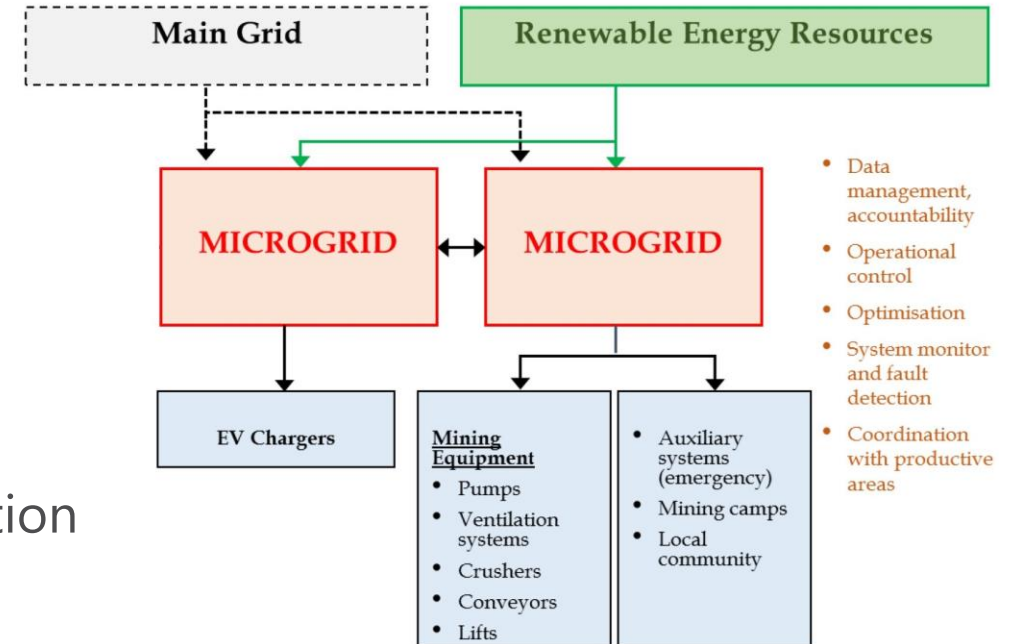 Main Grid
Renewable Energy Resources
MICROGRID
MICROGRID
• Data
management,
accountability
• Operational
control
• Optimisation
• System monitor
and fault
detection
• Coordination
with productive
areas
EV Chargers
Mining
Equipment
• Pumps
• Ventilation
systems
• Crushers
• Conveyors
• Lifts
• Auxiliary
systems
(emergency)
• Mining camps
• Local
community
tion